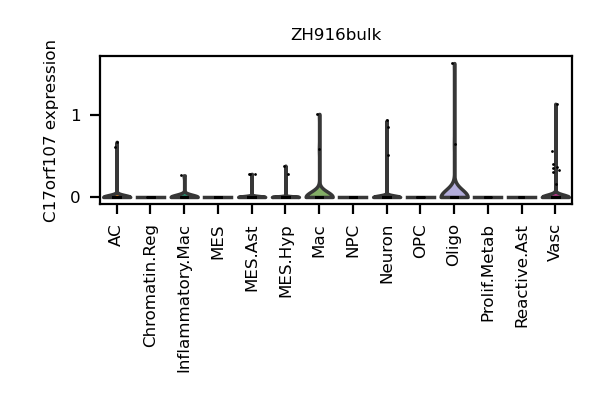 ZH916bulk
C17orf107 expression
1
0
AC
Chromatin.Reg
Inflammatory.Mac
MES
MES.Ast
MES.Hyp
Mac
NPC
Neuron
OPC
Oligo
Prolif.Metab
Reactive.Ast
Vasc